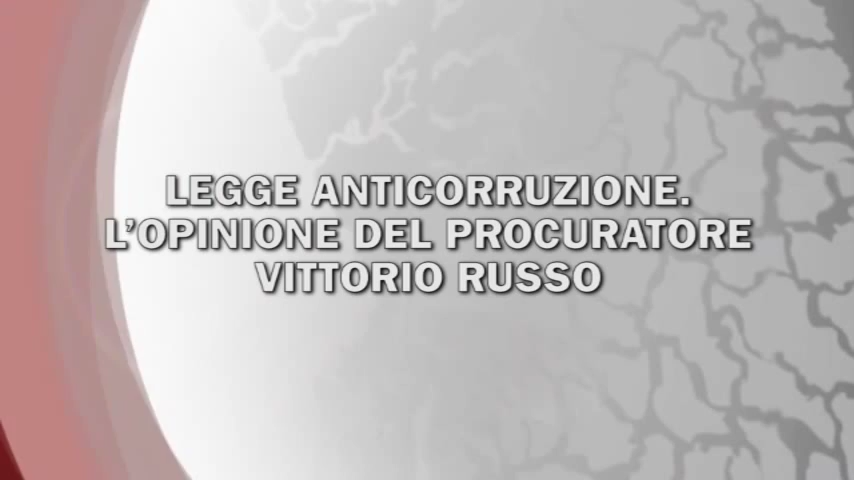 LEGGE ANTICORRUZIONE.
L’OPINIONE DEL PROCURATORE
VITTORIO RUSSO